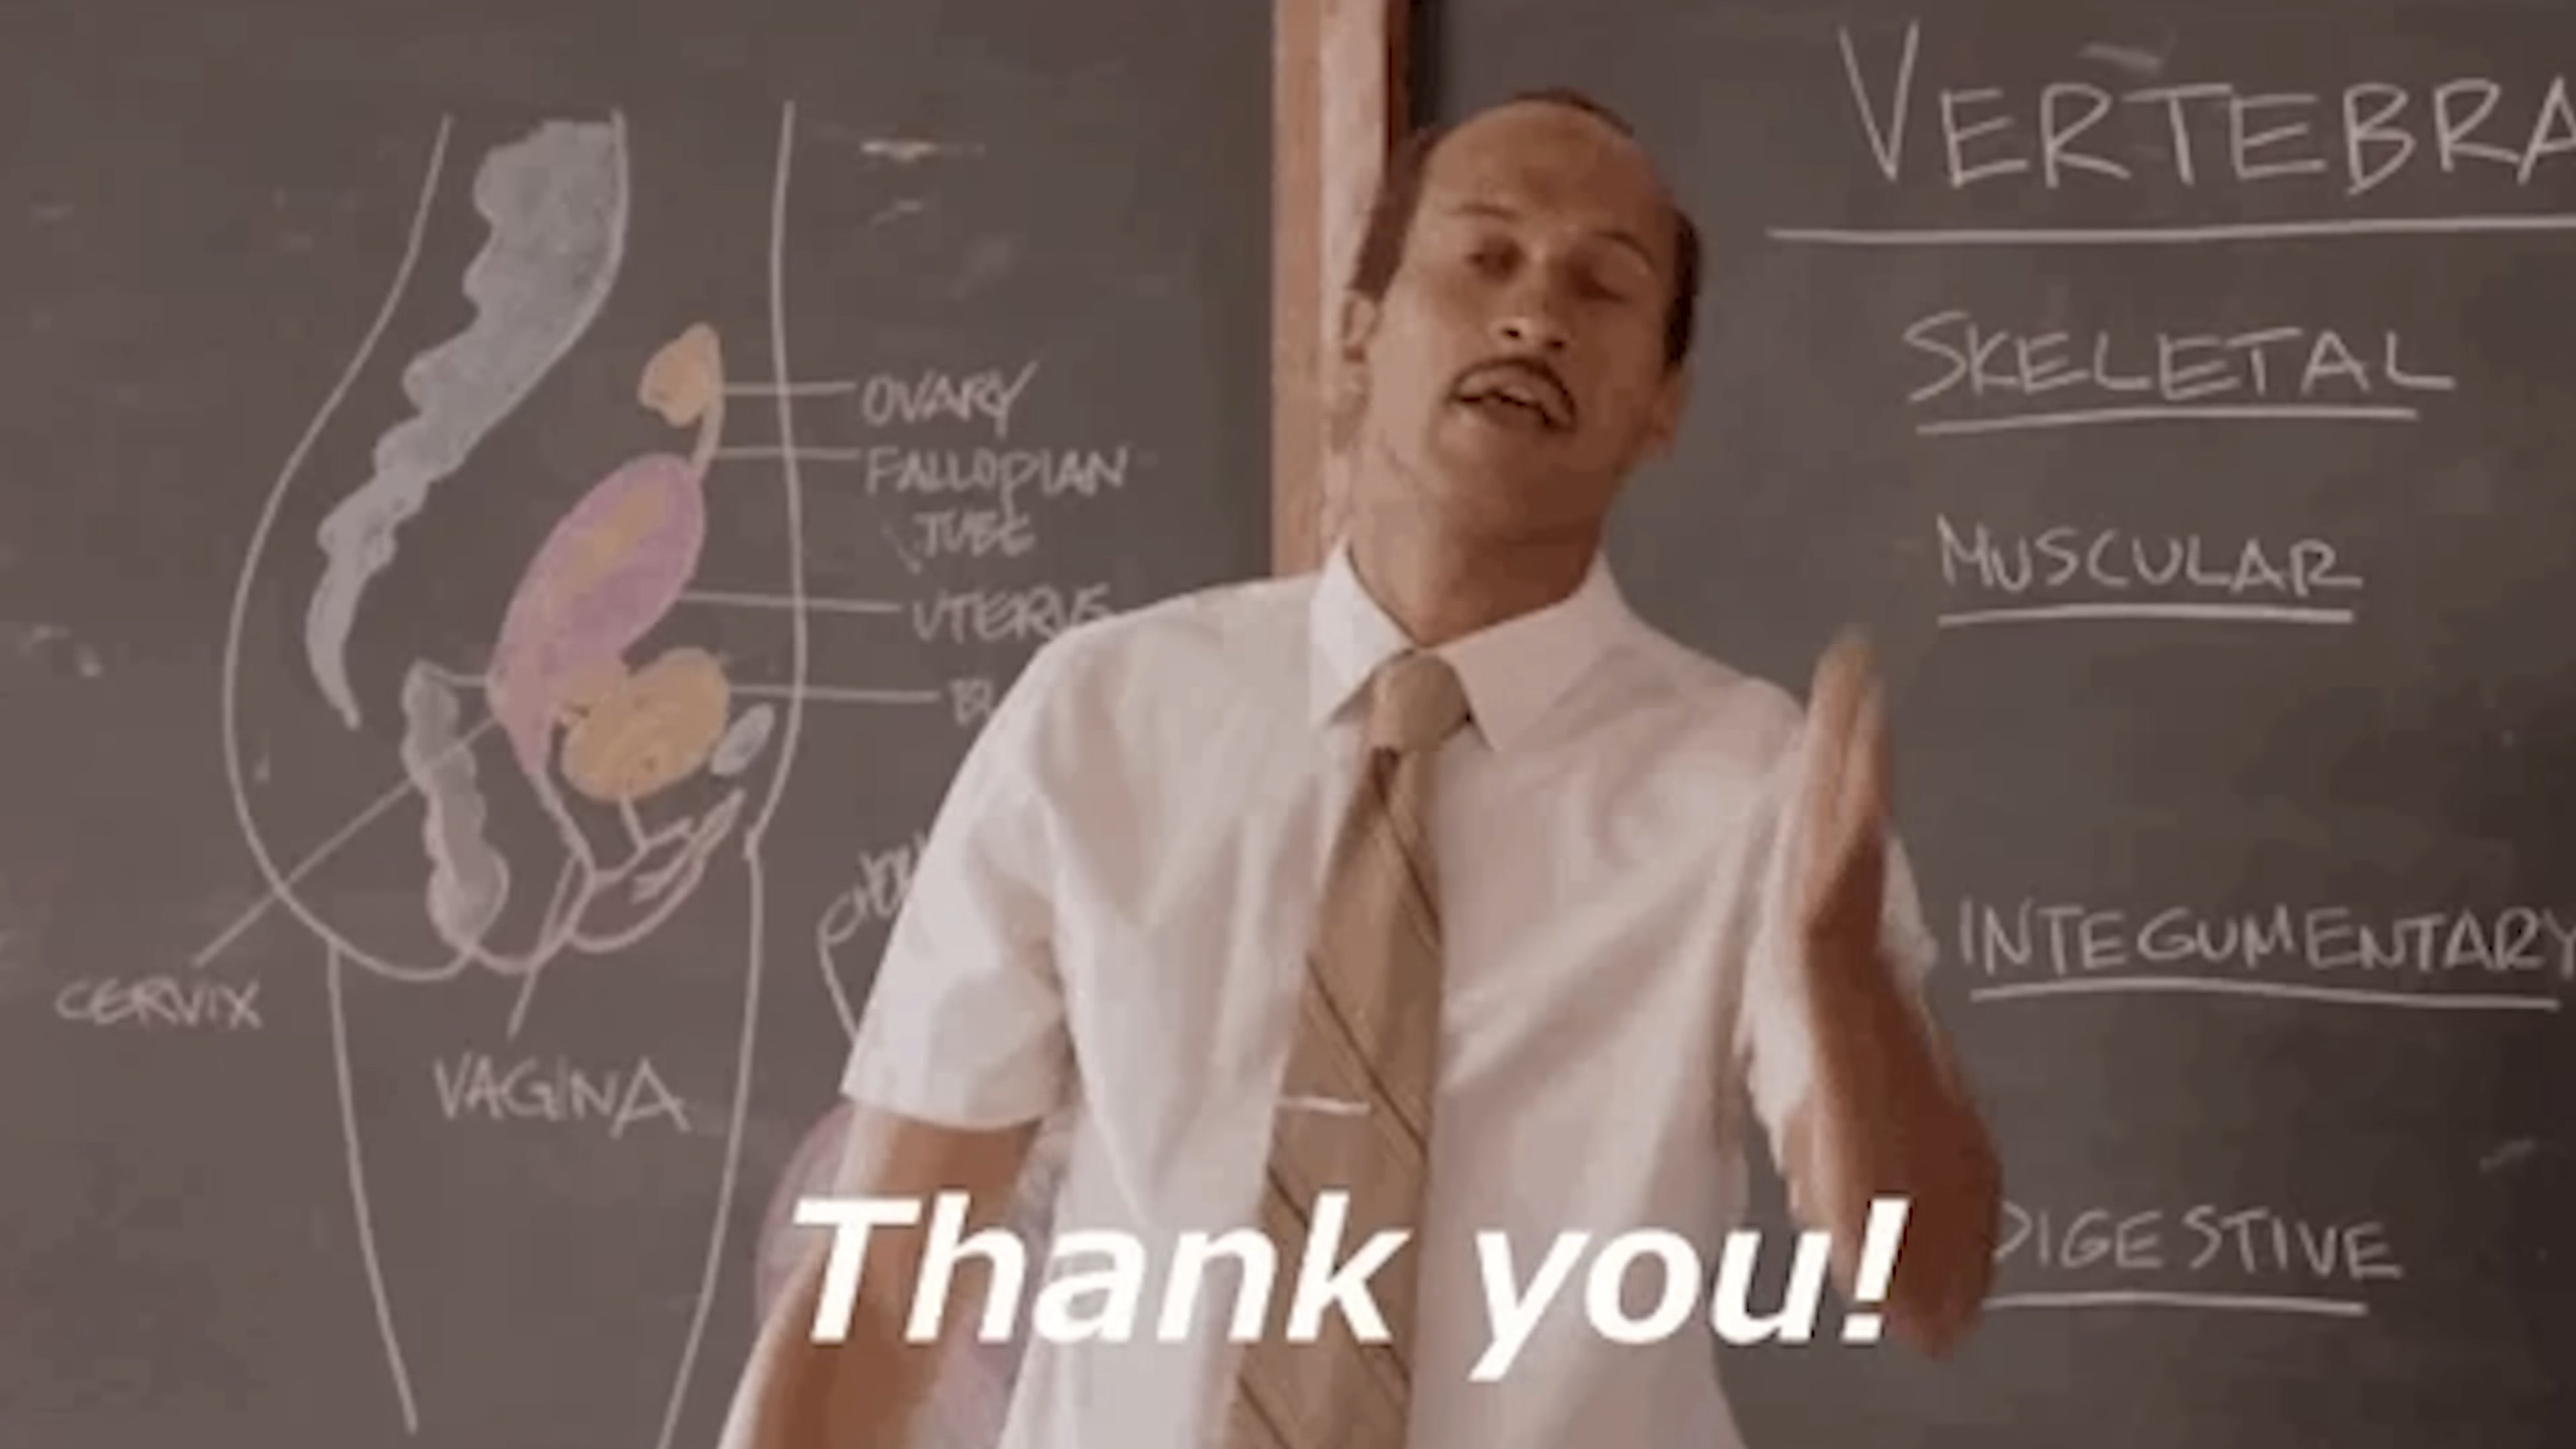 VERTEBRA
SKELETAL
MUSCULAR
INTEGUMENTARY
DIGESTIVE
OVARY
FALLOPIAN
TUBE
UTERUS
CERVIX
VAGINA
Thank you!